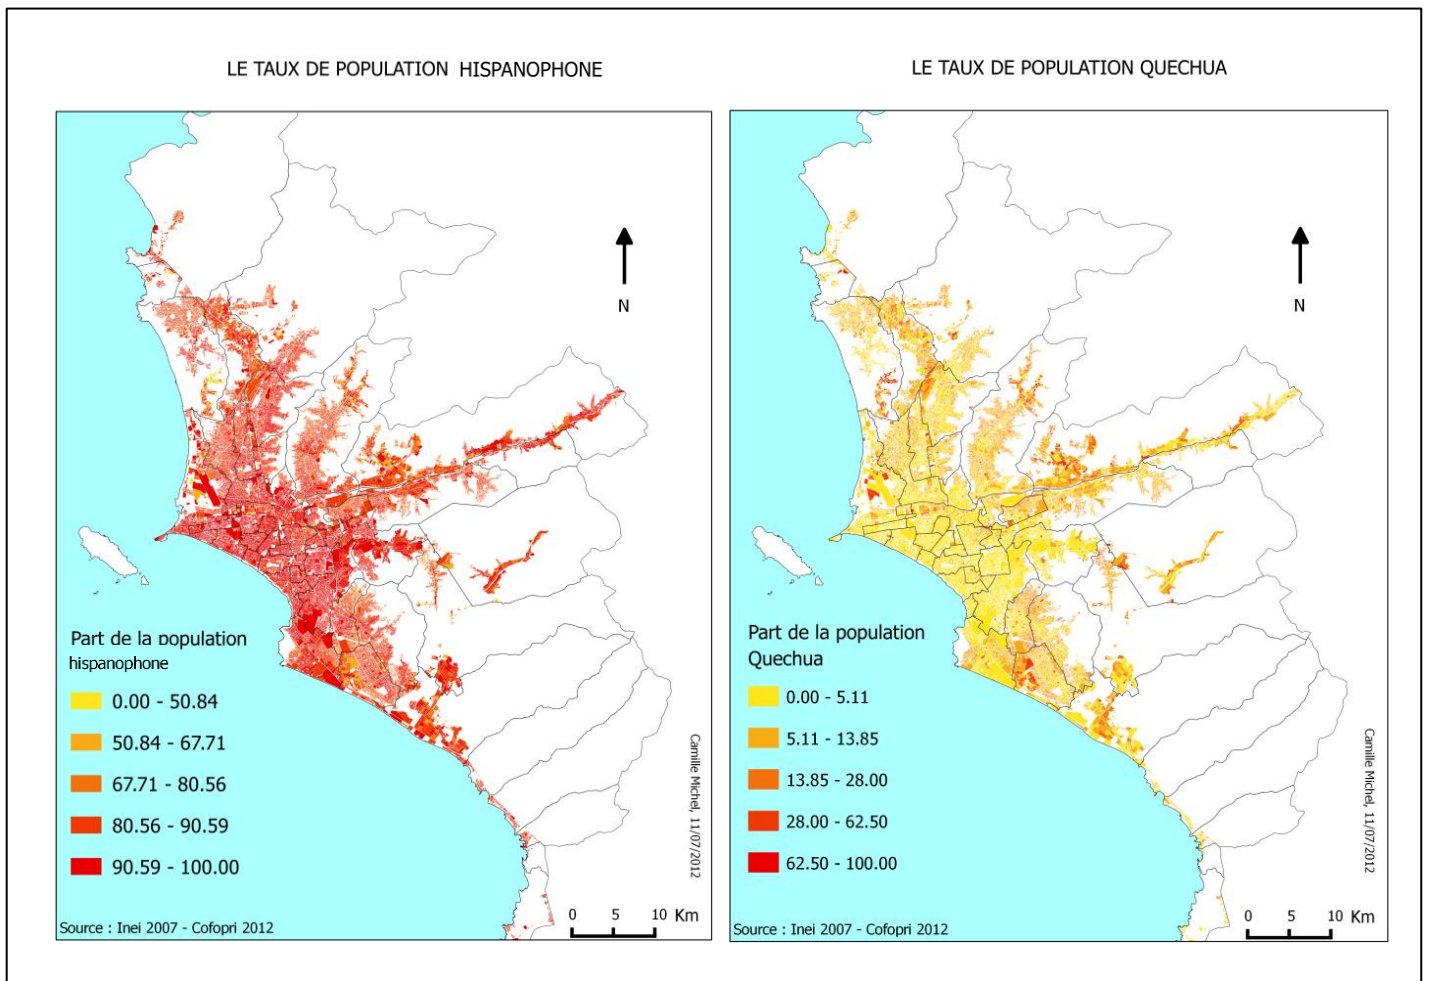 LE TAUX DE POPULATION HISPANOPHONE
N
Part de la population
hispanophone
0.00 - 50.84
50.84 - 67.71
67.71 - 80.56
80.56 - 90.59
90.59 - 100.00
Camille Michel, 11/07/2012
Source : Inei 2007 - Cofopri 2012
0 5 10 Km
LE TAUX DE POPULATION QUECHUA
N
Part de la population
Quechua
0.00 - 5.11
5.11 - 13.85
13.85 - 28.00
28.00 - 62.50
62.50 - 100.00
Camille Michel, 11/07/2012
Source : Inei 2007 - Cofopri 2012
0 5 10 Km